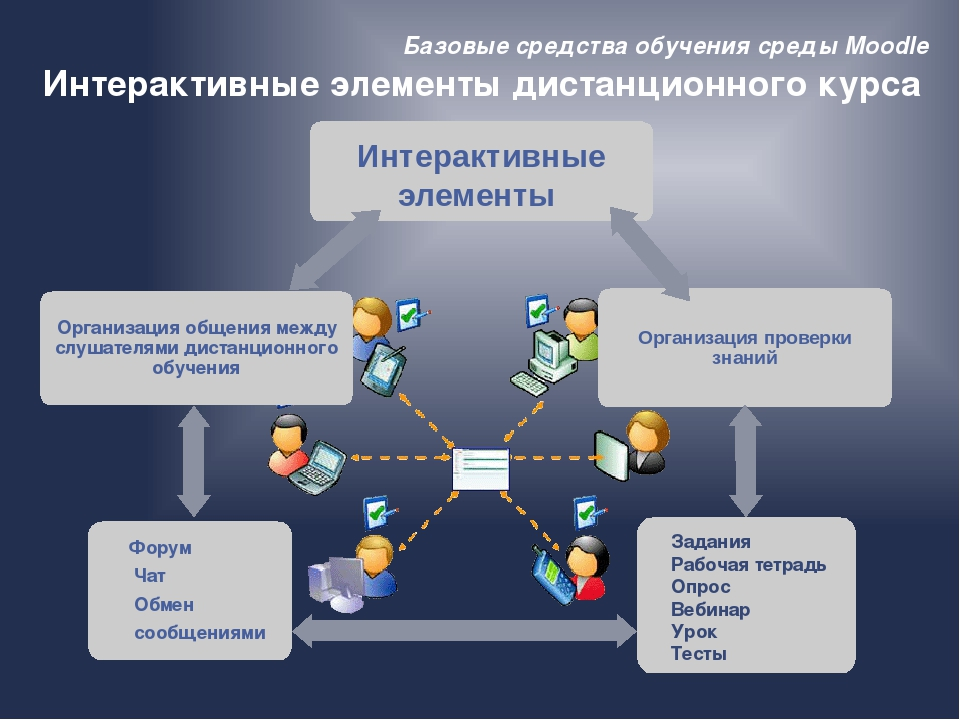 Базовые средства обучения среды Moodle
Интерактивные элементы дистанционного курса
Интерактивные
элементы
Организация общения между
слушателями дистанционного
обучения
Организация проверки
знаний
Форум
Чат
Обмен
сообщениями
Задания
Рабочая тетрадь
Опрос
Вебинар
Урок
Тесты